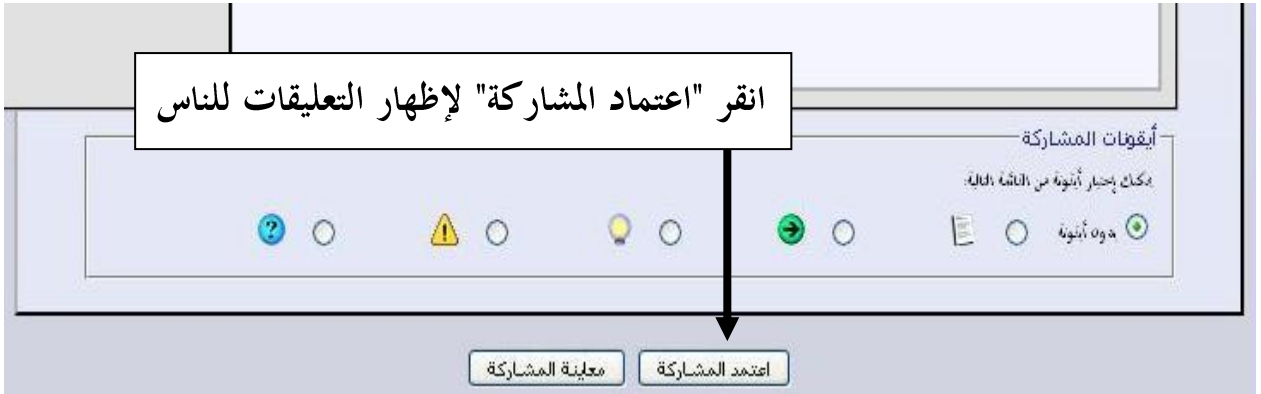 انقر "اعتماد المشاركة" لإظهار التعليقات للناس
أيقونات المشاركة
يمكنك إختيار أيقونة من القائمة التالية:
بدون أيقونة
اعتمد المشاركة
معاينة المشاركة